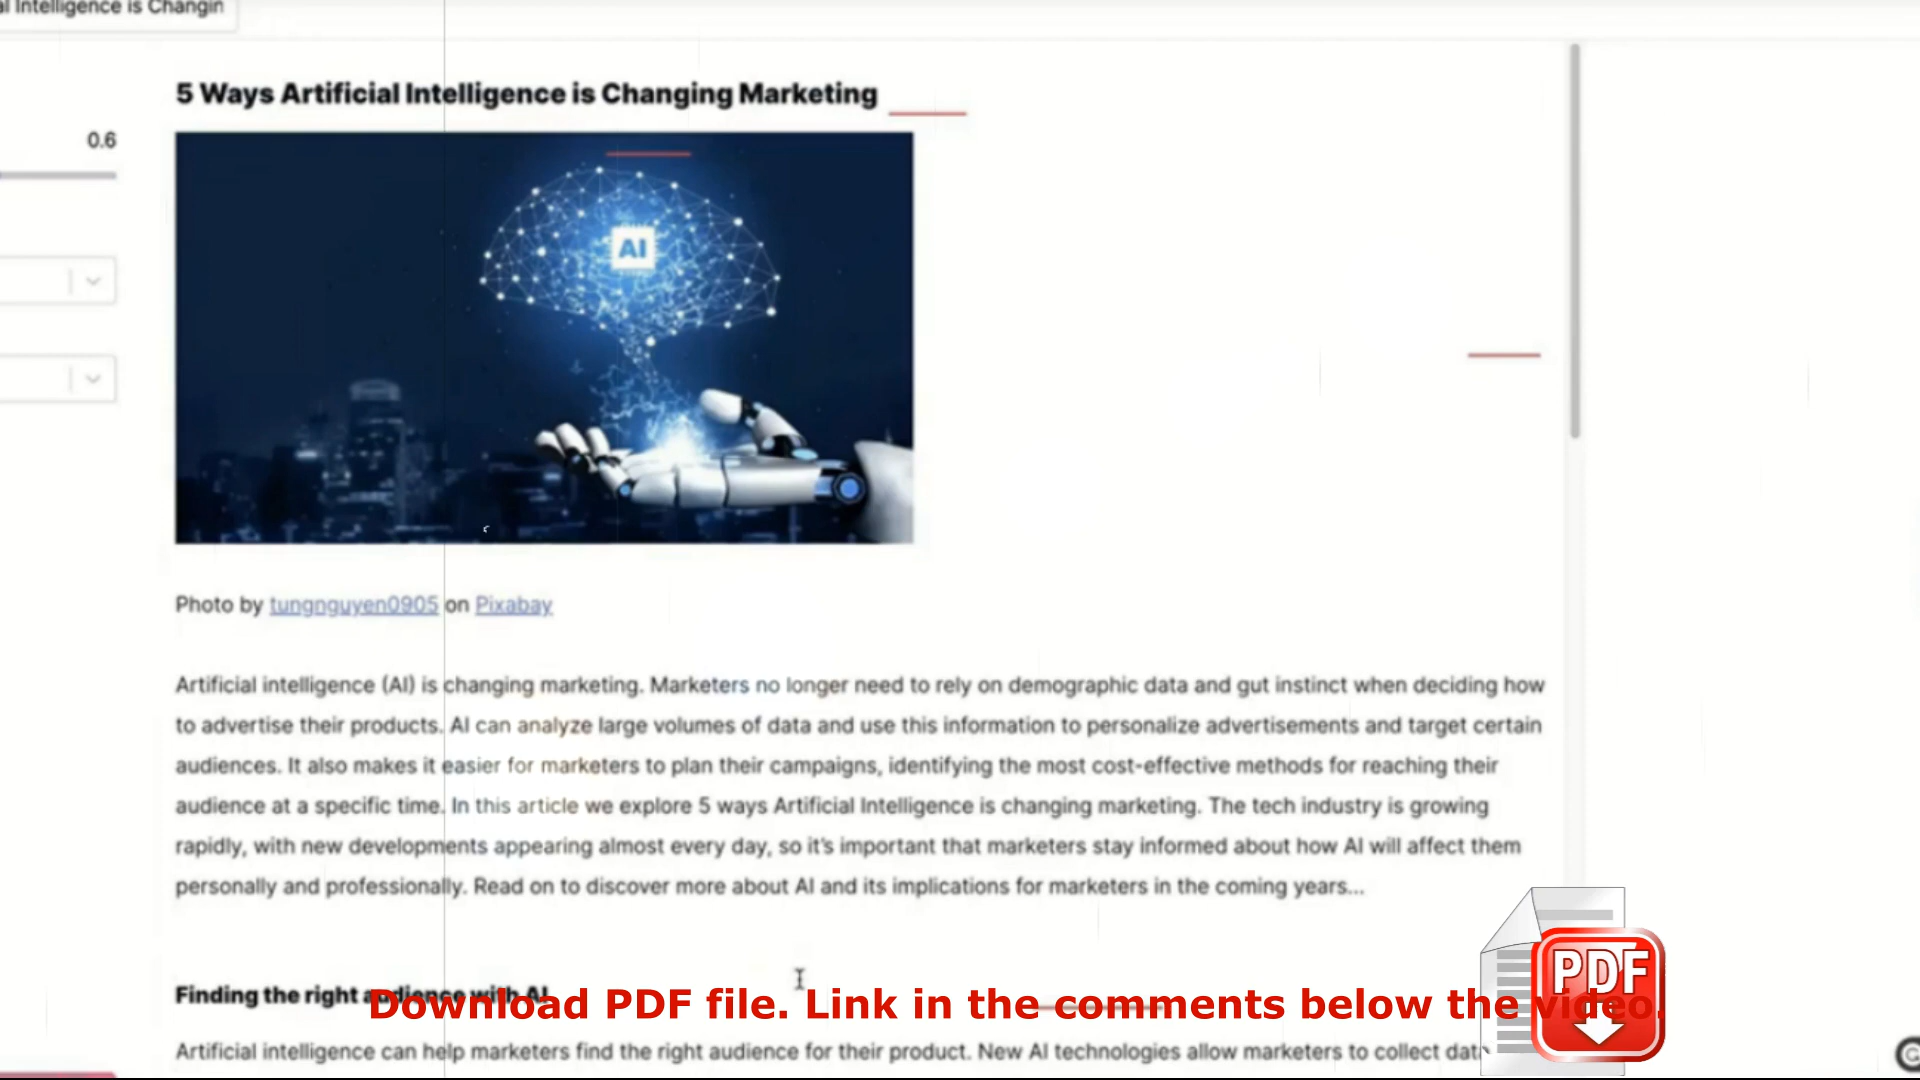 al Intelligence is Changin
5 Ways Artificial Intelligence is Changing Marketing
0.6
AI
Photo by tungnguyen0905 on Pixabay
Artificial intelligence (AI) is changing marketing. Marketers no longer need to rely on demographic data and gut instinct when deciding how
to advertise their products. AI can analyze large volumes of data and use this information to personalize advertisements and target certain
audiences. It also makes it easier for marketers to plan their campaigns, identifying the most cost-effective methods for reaching their
audience at a specific time. In this article we explore 5 ways Artificial Intelligence is changing marketing. The tech industry is growing
rapidly, with new developments appearing almost every day, so it's important that marketers stay informed about how AI will affect them
personally and professionally. Read on to discover more about AI and its implications for marketers in the coming years...
Finding the right audience with AI
Download PDF file. Link in the comments below the video.
PDF
Artificial intelligence can help marketers find the right audience for their product. New AI technologies allow marketers to collect data